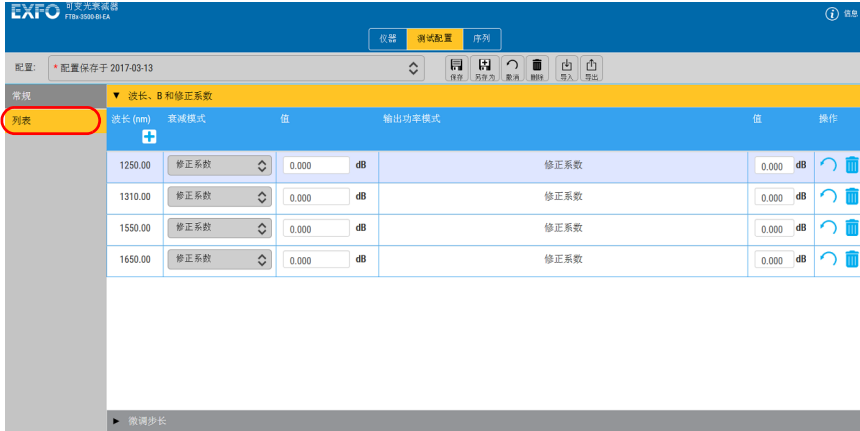 EXFO 可变光衰减器
FTBx-3500-BI-EA
i 信息
仪器 测试配置 序列
配置: * 配置保存于 2017-03-13
保存 另存为 撤消 删除 导入 导出
常规
列表
▼ 波长、B 和修正系数
波长 (nm) 衰减模式 值 输出功率模式 值 操作
1250.00 修正系数 0.000 dB 修正系数 0.000 dB
1310.00 修正系数 0.000 dB 修正系数 0.000 dB
1550.00 修正系数 0.000 dB 修正系数 0.000 dB
1650.00 修正系数 0.000 dB 修正系数 0.000 dB
► 微调步长